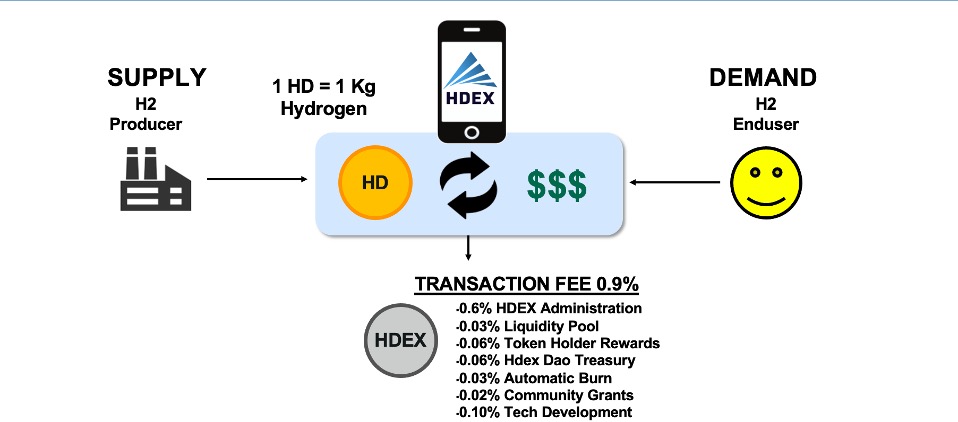 SUPPLY
H2
Producer
1 HD = 1 Kg
Hydrogen
HDEX
DEMAND
H2
Enduser
HD
$$$
TRANSACTION FEE 0.9%
HDEX
-0.6% HDEX Administration
-0.03% Liquidity Pool
-0.06% Token Holder Rewards
-0.06% Hdex Dao Treasury
-0.03% Automatic Burn
-0.02% Community Grants
-0.10% Tech Development